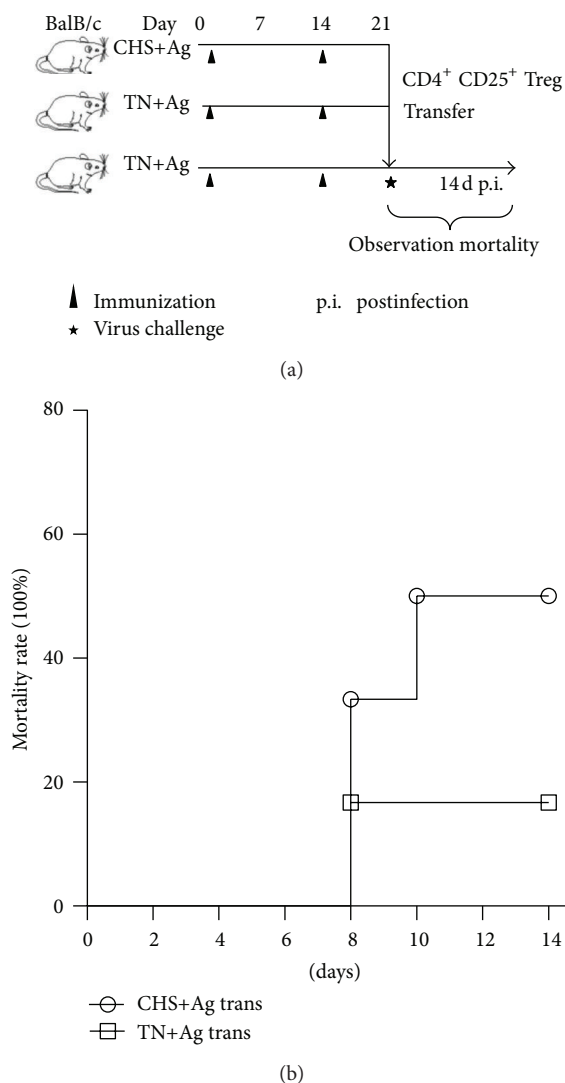 BalB/c Day 0 7 14 21
CHS+Ag
CD4⁺ CD25⁺ Treg
TN+Ag
Transfer
TN+Ag
14 d p.i.
Observation mortality
Immunization p.i. postinfection
Virus challenge
(a)
80
60
40
20
0
Mortality rate (100%)
0 2 4 6 8 10 12 14
(days)
CHS+Ag trans
TN+Ag trans
(b)